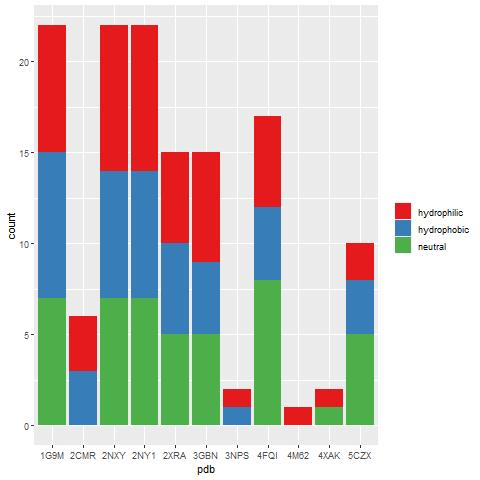 count
20
15
10
5
0
1G9M 2CMR 2NXY 2NY1 2XRA 3GBN 3NPS 4FQI 4M62 4XAK 5CZX
pdb
hydrophilic
hydrophobic
neutral